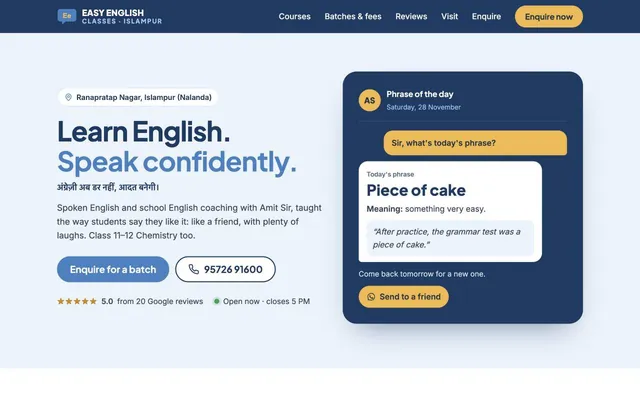 Ee
EASY ENGLISH
CLASSES · ISLAMPUR
Courses
Batches & fees
Reviews
Visit
Enquire
Enquire now
Ranapratap Nagar, Islampur (Nalanda)
Learn English.
Speak confidently.
अंग्रेज़ी अब डर नहीं, आदत बनेगी।
Spoken English and school English coaching with Amit Sir, taught
the way students say they like it: like a friend, with plenty of
laughs. Class 11–12 Chemistry too.
Enquire for a batch
95726 91600
5.0 from 20 Google reviews
Open now · closes 5 PM
AS
Phrase of the day
Saturday, 28 November
Sir, what's today's phrase?
Today's phrase
Piece of cake
Meaning: something very easy.
“After practice, the grammar test was a
piece of cake.”
Come back tomorrow for a new one.
Send to a friend